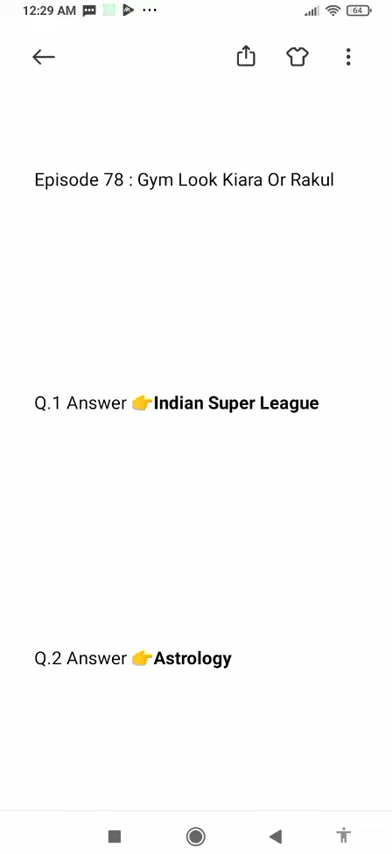 12:29 AM
64
Episode 78 : Gym Look Kiara Or Rakul
Q.1 Answer 👉Indian Super League
Q.2 Answer 👉Astrology